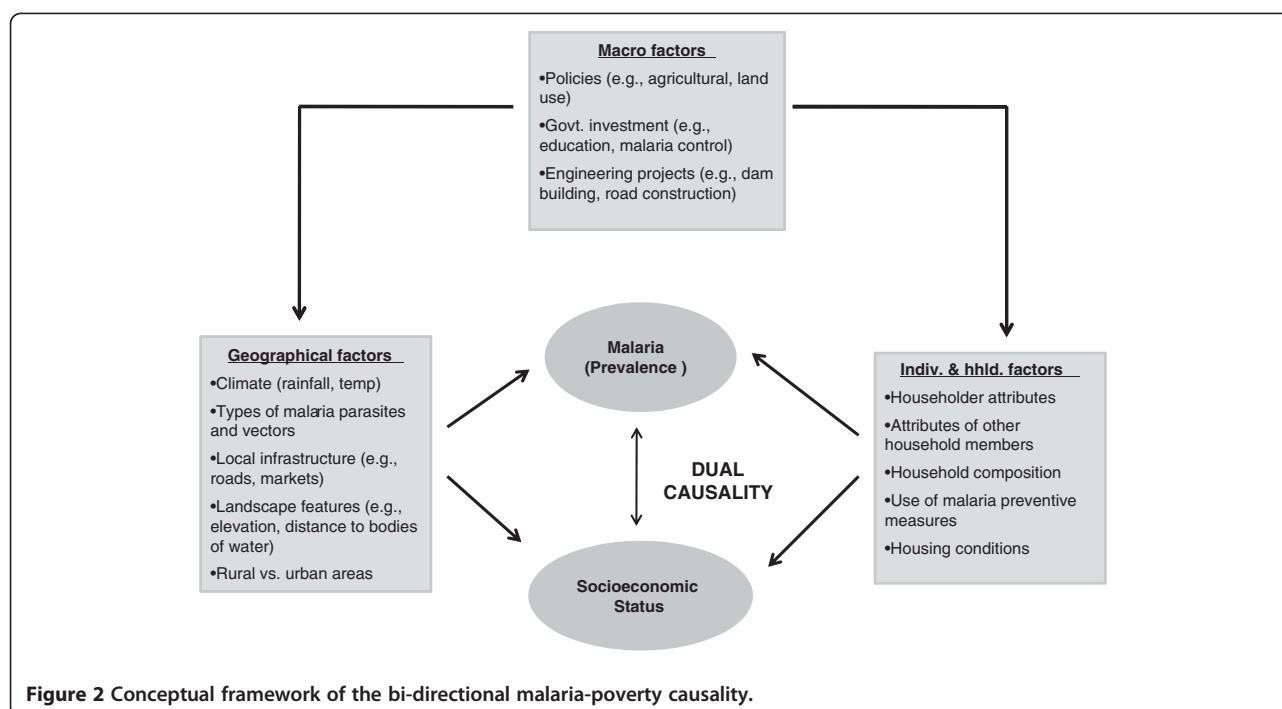 Macro factors
•Policies (e.g., agricultural, land
use)
•Govt. investment (e.g.,
education, malaria control)
•Engineering projects (e.g., dam
building, road construction)
Geographical factors
•Climate (rainfall, temp)
•Types of malaria parasites
and vectors
•Local infrastructure (e.g.,
roads, markets)
•Landscape features (e.g.,
elevation, distance to bodies
of water)
•Rural vs. urban areas
Malaria
(Prevalence )
DUAL
CAUSALITY
Socioeconomic
Status
Indiv. & hhld. factors
•Householder attributes
•Attributes of other
household members
•Household composition
•Use of malaria preventive
measures
•Housing conditions
Figure 2 Conceptual framework of the bi-directional malaria-poverty causality.